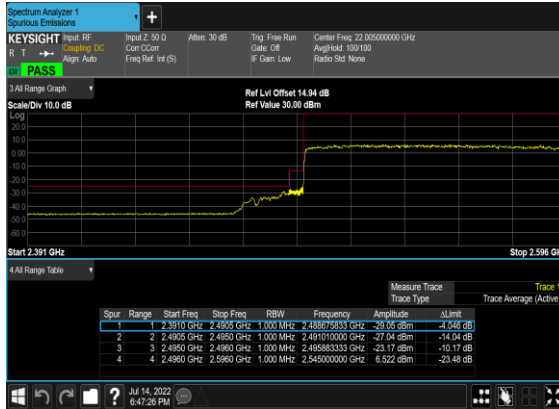 Spectrum Analyzer 1
Spurious Emissions
KEYSIGHT
R T
LXI PASS
Input: RF
Coupling: DC
Align: Auto
Input Z: 50 Ω
Corr CCorr
Freq Ref: Int (S)
Atten: 30 dB
Trig: Free Run
Gate: Off
IF Gain: Low
Center Freq: 22.005000000 GHz
Avg|Hold: 100/100
Radio Std: None
3 All Range Graph
Scale/Div 10.0 dB
Ref Lvl Offset 14.94 dB
Ref Value 30.00 dBm
Log
20.0
10.0
0.00
-10.0
-20.0
-30.0
-40.0
-50.0
-60.0
Start 2.391 GHz
Stop 2.596 GH
4 All Range Table
Measure Trace Trace 1
Trace Type Trace Average (Active
Spur Range Start Freq Stop Freq RBW Frequency Amplitude ΔLimit
1 1 2.3910 GHz 2.4905 GHz 1.000 MHz 2.488675833 GHz -29.05 dBm -4.046 dB
2 2 2.4905 GHz 2.4950 GHz 1.000 MHz 2.491010000 GHz -27.04 dBm -14.04 dB
3 3 2.4950 GHz 2.4960 GHz 1.000 MHz 2.495883333 GHz -23.17 dBm -10.17 dB
4 4 2.4960 GHz 2.5960 GHz 1.000 MHz 2.545000000 GHz 6.522 dBm -23.48 dB
Jul 14, 2022
6:47:26 PM